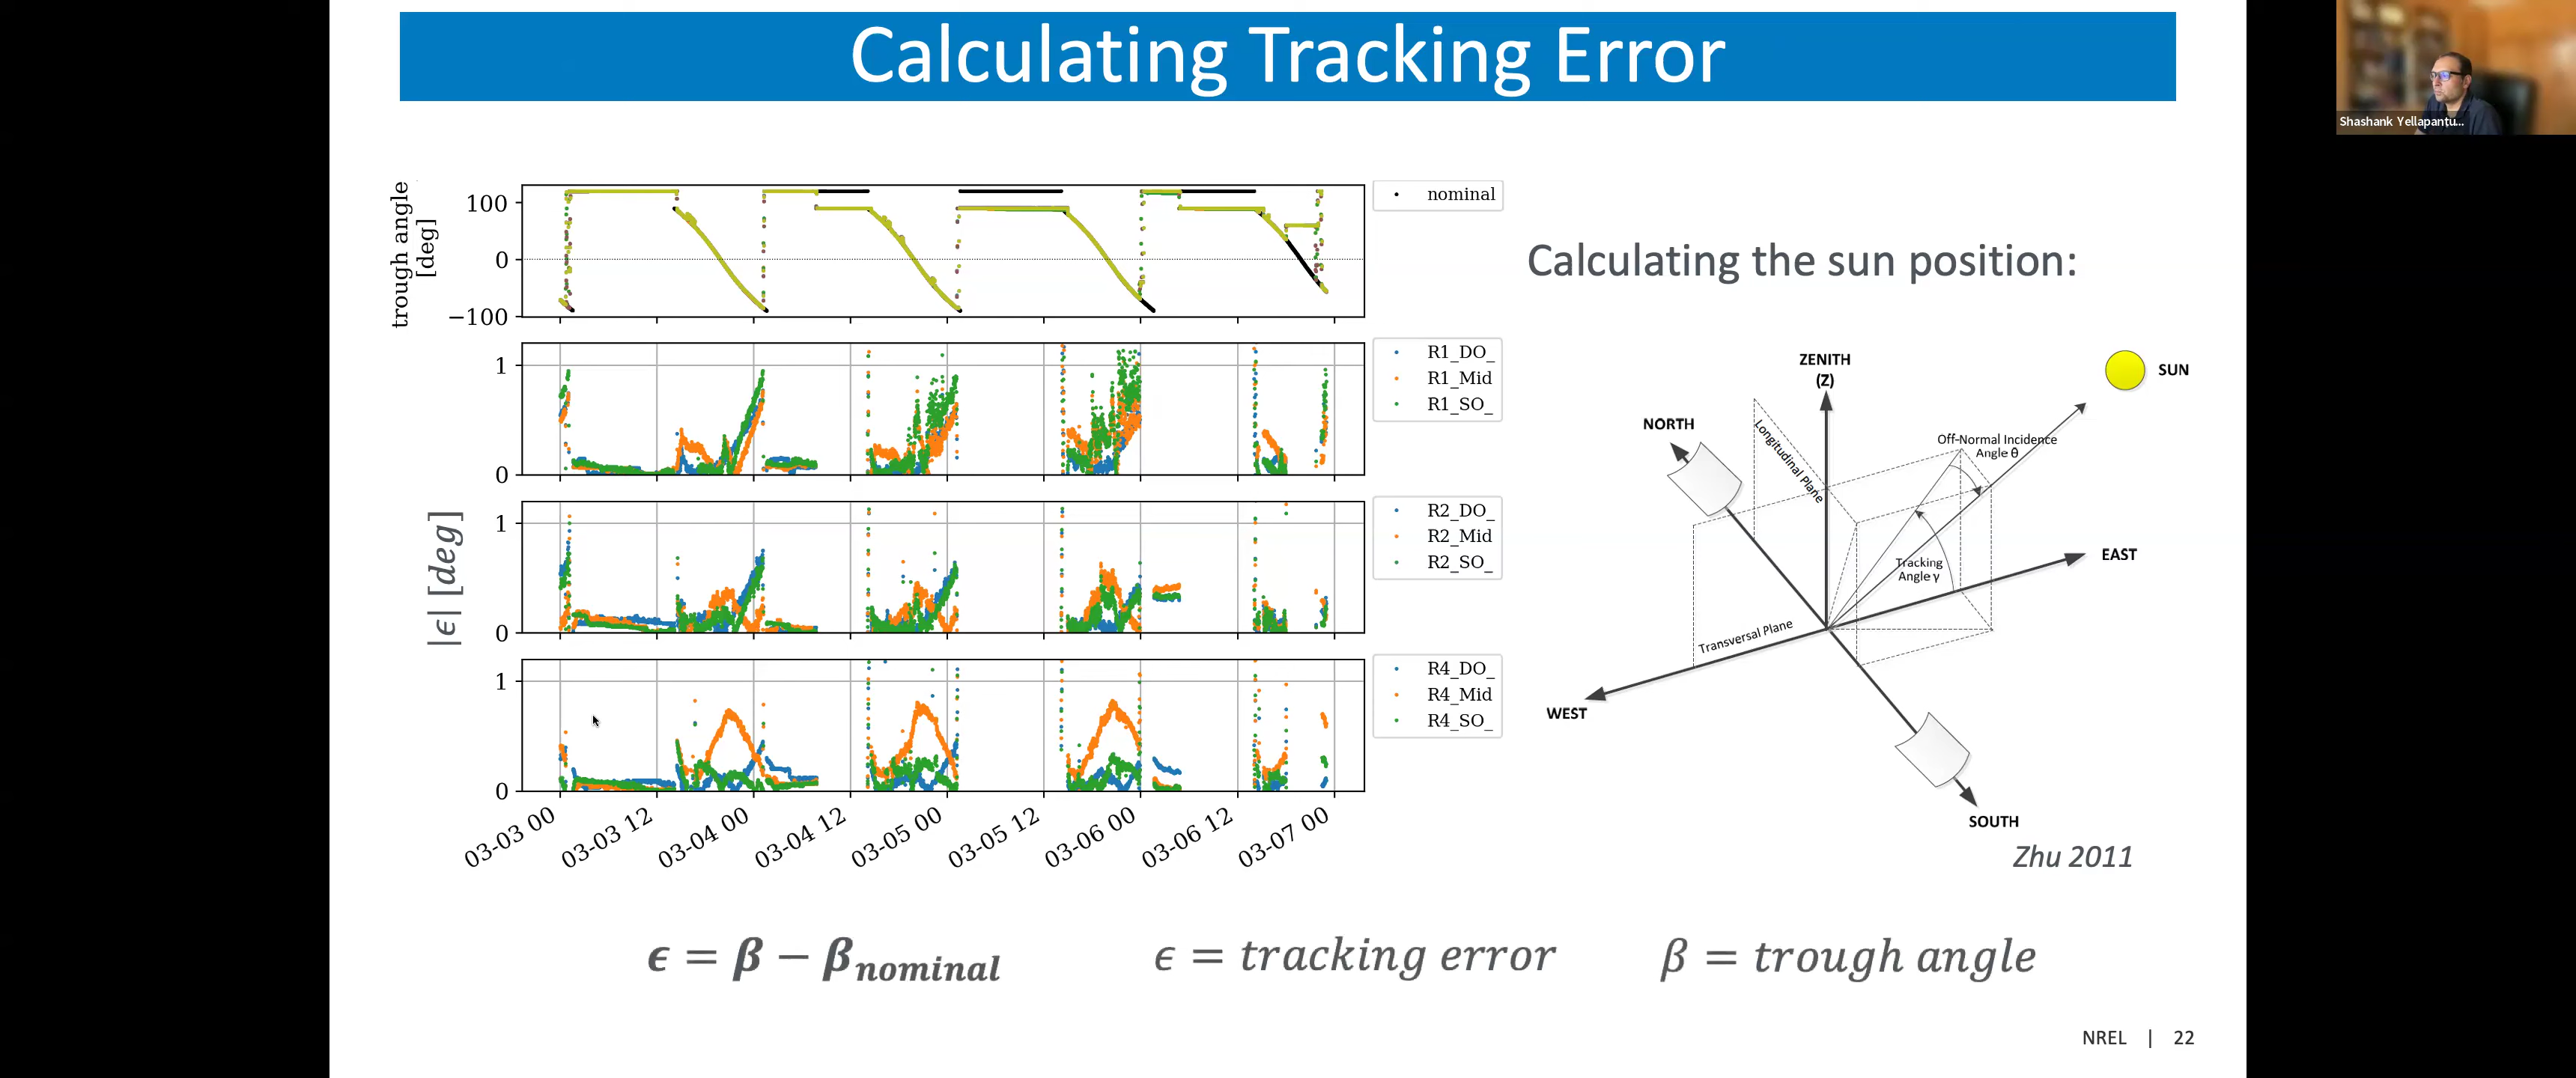 Calculating Tracking Error
Shashank Yellapantu...
trough angle
[deg]
100
0
−100
nominal
1
0
R1_DO_
R1_Mid
R1_SO_
|ϵ| [deg]
1
0
R2_DO_
R2_Mid
R2_SO_
1
0
R4_DO_
R4_Mid
R4_SO_
03-03 00
03-03 12
03-04 00
03-04 12
03-05 00
03-05 12
03-06 00
03-06 12
03-07 00
Calculating the sun position:
ZENITH
(Z)
SUN
NORTH
Longitudinal Plane
Off-Normal Incidence
Angle θ
Tracking
Angle γ
EAST
Transversal Plane
WEST
SOUTH
Zhu 2011
ϵ = β − βnominal
ϵ = tracking error
β = trough angle
NREL | 22